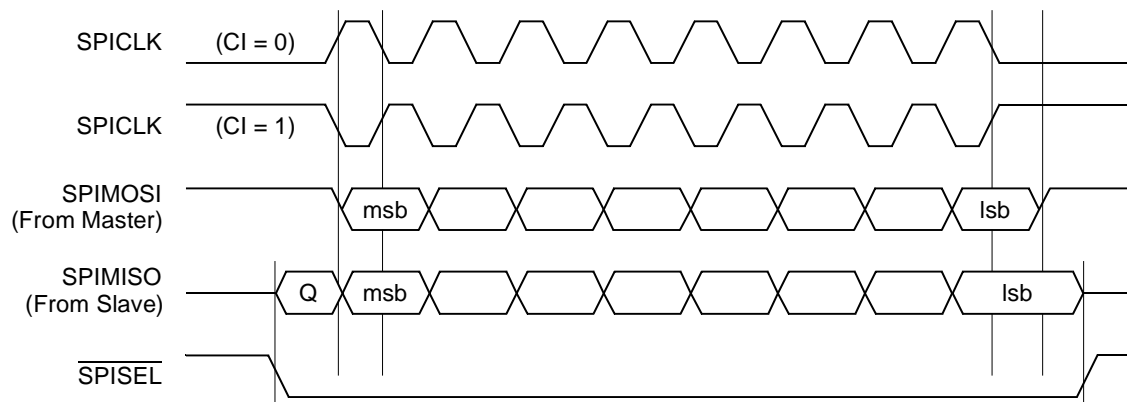 SPICLK (CI = 0)
SPICLK (CI = 1)
SPIMOSI
(From Master)
msb lsb
SPIMISO
(From Slave)
Q msb lsb
SPISEL